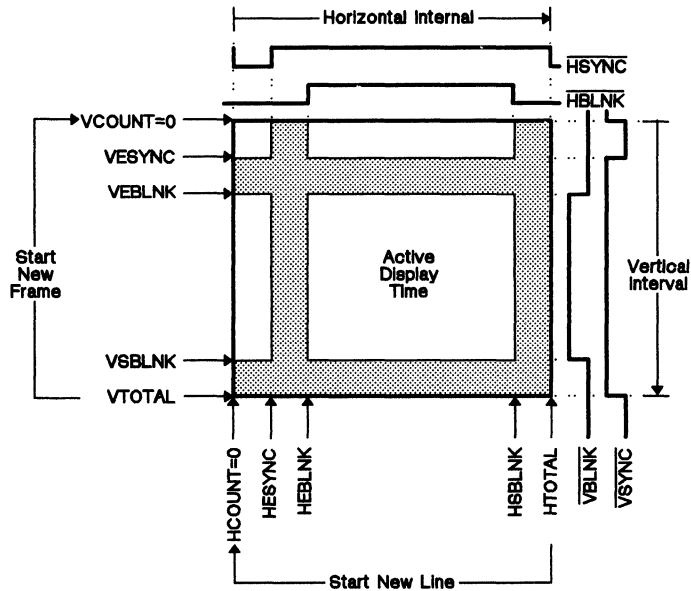 Horizontal Internal
HSYNC
HBLNK
VCOUNT=0
VESYNC
VEBLNK
Start
New
Frame
Active
Display
Time
Vertical
Interval
VSBLNK
VTOTAL
HCOUNT=0
HESYNC
HEBLNK
HSBLNK
HTOTAL
VBLNK
VSYNC
Start New Line